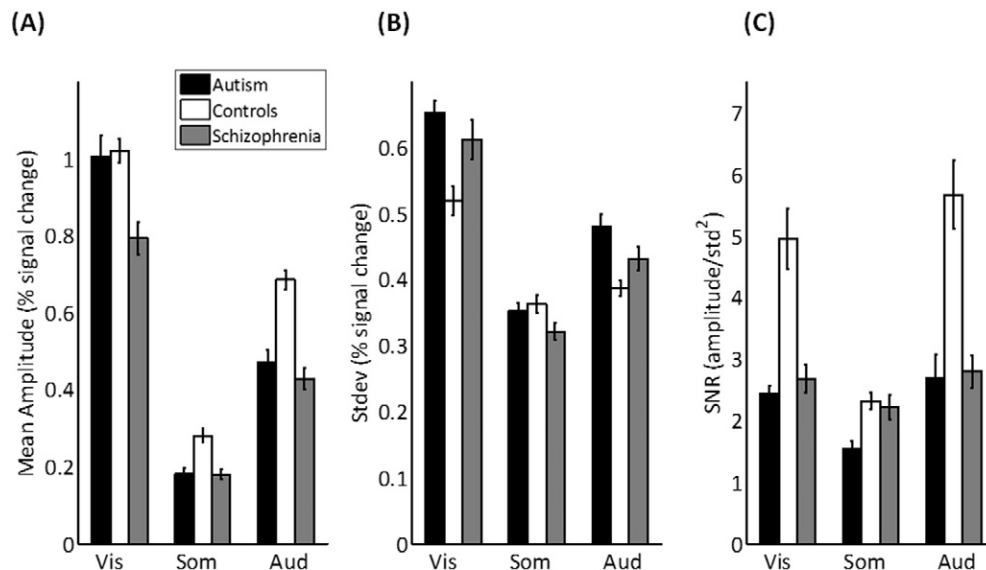 (A)
Mean Amplitude (% signal change)
1
0.8
0.6
0.4
0.2
0
Vis Som Aud
Autism
Controls
Schizophrenia
(B)
Stdev (% signal change)
0.6
0.5
0.4
0.3
0.2
0.1
0
Vis Som Aud
(C)
SNR (amplitude/std²)
7
6
5
4
3
2
1
0
Vis Som Aud